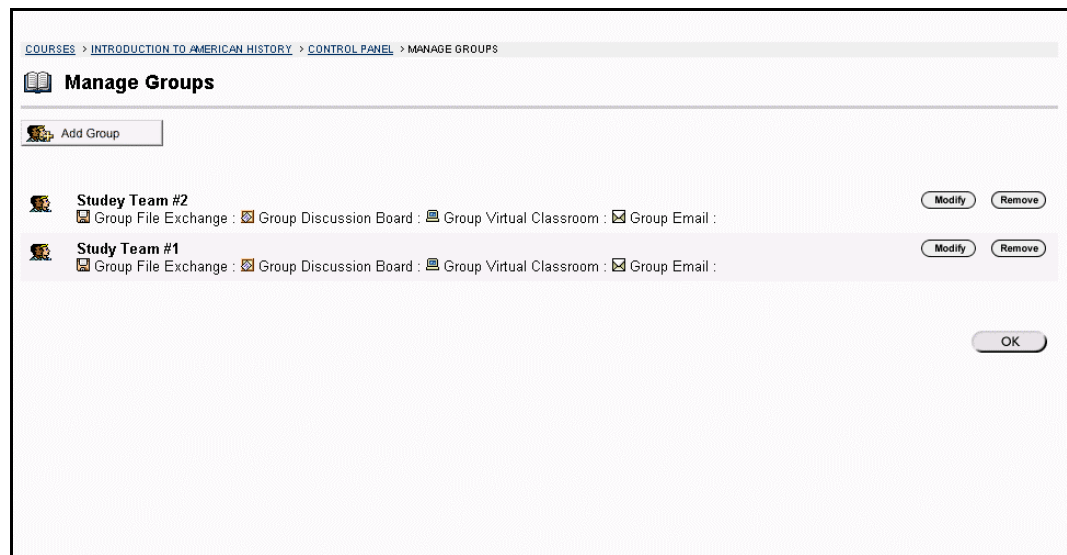 COURSES > INTRODUCTION TO AMERICAN HISTORY > CONTROL PANEL > MANAGE GROUPS
Manage Groups
Add Group
Studey Team #2
Modify Remove
Group File Exchange : Group Discussion Board : Group Virtual Classroom : Group Email :
Study Team #1
Modify Remove
Group File Exchange : Group Discussion Board : Group Virtual Classroom : Group Email :
OK